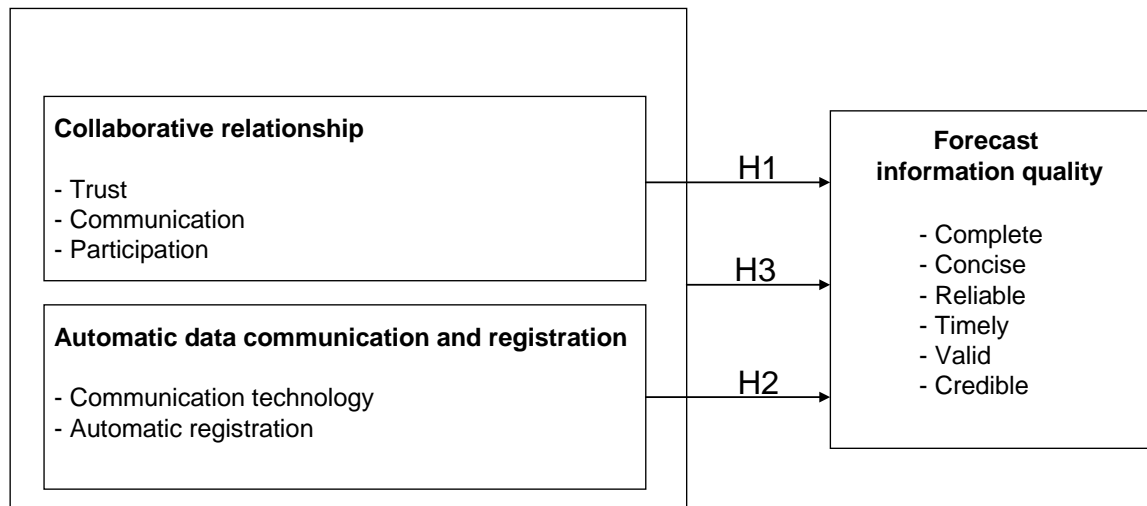 Collaborative relationship
- Trust
- Communication
- Participation
Automatic data communication and registration
- Communication technology
- Automatic registration
H1
H3
H2
Forecast
information quality
- Complete
- Concise
- Reliable
- Timely
- Valid
- Credible